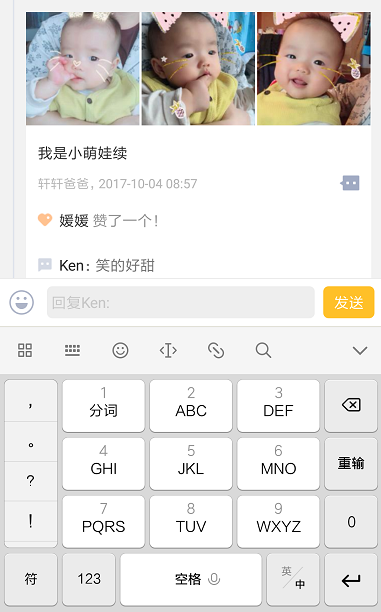 我是小萌娃续
轩轩爸爸，2017-10-04 08:57
媛媛 赞了一个！
Ken: 笑的好甜
回复Ken: 发送
， 1 2 3
分词 ABC DEF
。 4 5 6 重输
GHI JKL MNO
? 7 8 9 0
! PQRS TUV WXYZ
符 123 空格 英/中